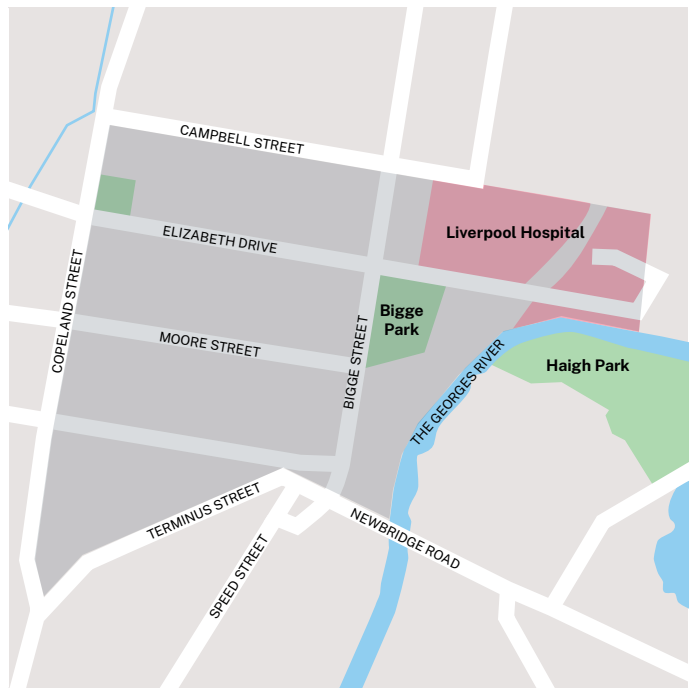 CAMPBELL STREET
Liverpool Hospital
ELIZABETH DRIVE
COPELAND STREET
Bigge
Park
MOORE STREET
BIGGE STREET
THE GEORGES RIVER
Haigh Park
TERMINUS STREET
NEWBRIDGE ROAD
SPEED STREET